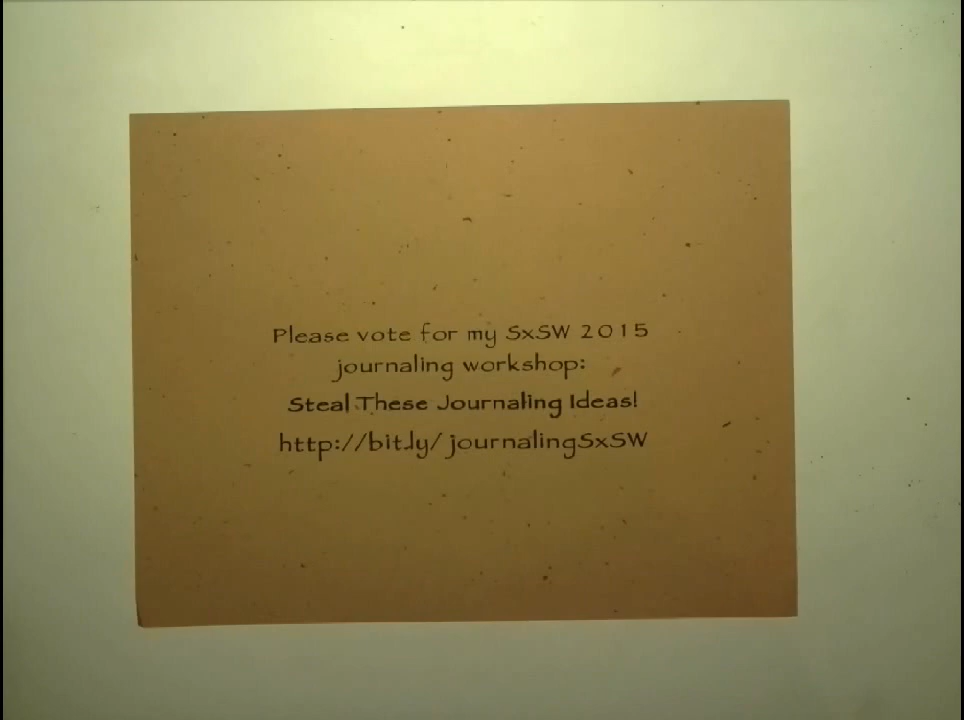 Please vote for my SxSW 2015
journaling workshop:
Steal These Journaling Ideas!
http://bit.ly/journalingSxSW